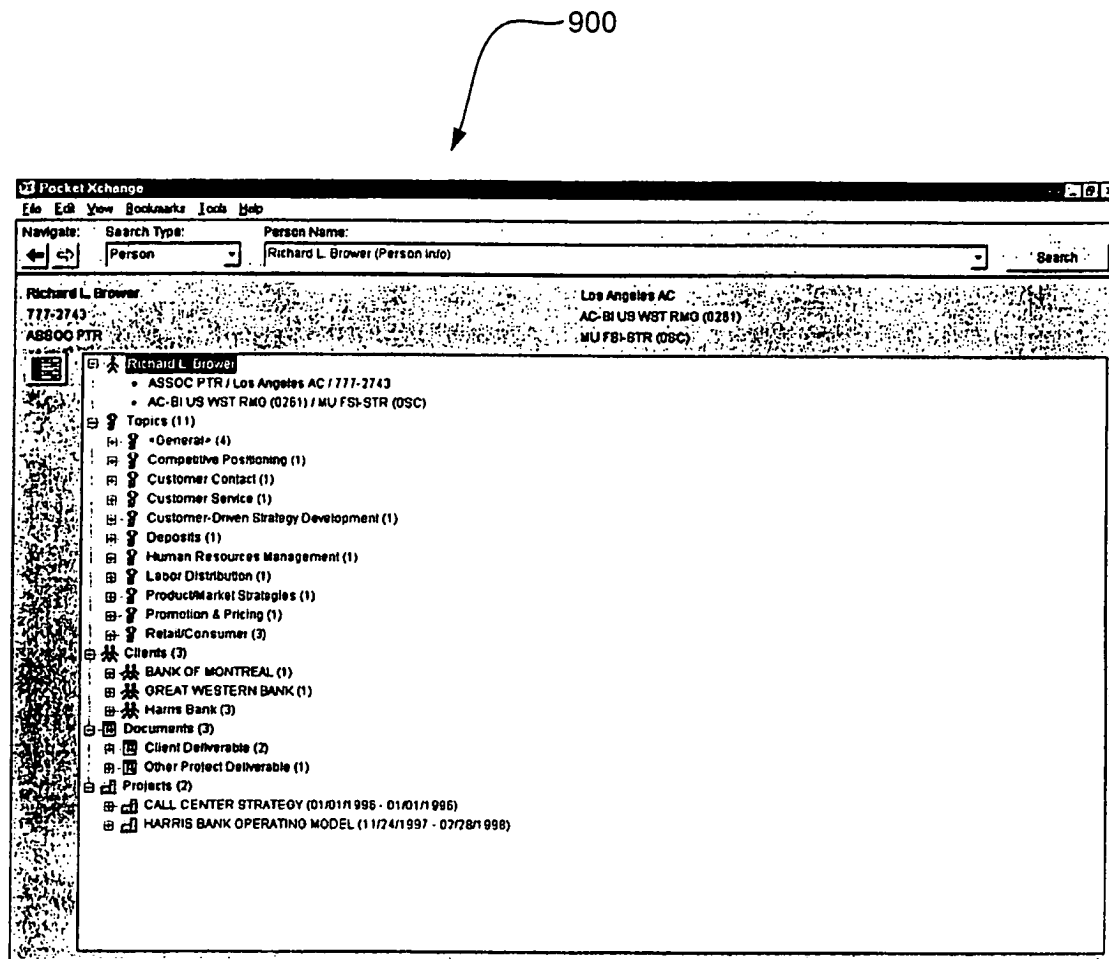 900
Pocket Xchange
File Edit View Bookmarks Tools Help
Navigate: Search Type: Person Name:
Person Richard L. Brower (Person Info) Search
Richard L. Brower Los Angeles AC
777-2743 AC-BI US WST RMG (0261)
ASSOC PTR MU FSI-STR (0SC)
Richard L. Brower
• ASSOC PTR / Los Angeles AC / 777-2743
• AC-BI US WST RMG (0261) / MU FSI-STR (0SC)
Topics (11)
<General> (4)
Competitive Positioning (1)
Customer Contact (1)
Customer Service (1)
Customer-Driven Strategy Development (1)
Deposits (1)
Human Resources Management (1)
Labor Distribution (1)
Product/Market Strategies (1)
Promotion & Pricing (1)
Retail/Consumer (3)
Clients (3)
BANK OF MONTREAL (1)
GREAT WESTERN BANK (1)
Harris Bank (3)
Documents (3)
Client Deliverable (2)
Other Project Deliverable (1)
Projects (2)
CALL CENTER STRATEGY (01/01/1996 - 01/01/1996)
HARRIS BANK OPERATING MODEL (11/24/1997 - 02/28/1998)